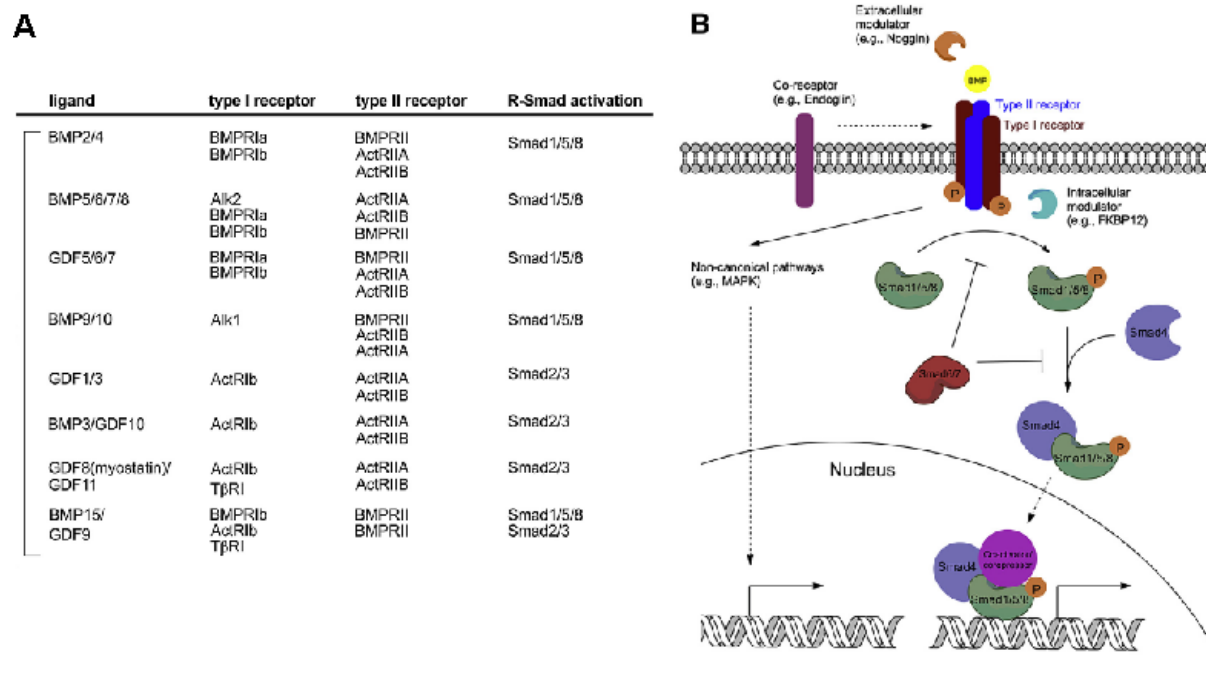 A
ligand type I receptor type II receptor R-Smad activation
BMP2/4 BMPRIa BMPRII Smad1/5/8
BMPRIb ActRIIA
ActRIIB
BMP5/6/7/8 Alk2 ActRIIA Smad1/5/8
BMPRIa ActRIIB
BMPRIb BMPRII
GDF5/6/7 BMPRIa BMPRII Smad1/5/8
BMPRIb ActRIIA
ActRIIB
BMP9/10 Alk1 BMPRII Smad1/5/8
ActRIIB
ActRIIA
GDF1/3 ActRIb ActRIIA Smad2/3
ActRIIB
BMP3/GDF10 ActRIb ActRIIA Smad2/3
ActRIIB
GDF8(myostatin)/ ActRIb ActRIIA Smad2/3
GDF11 TβRI ActRIIB
BMP15/ BMPRIb BMPRII Smad1/5/8
GDF9 ActRIb BMPRII Smad2/3
TβRI
B
Extracellular
modulator
(e.g., Noggin)
BMP
Co-receptor
(e.g., Endoglin)
Type II receptor
Type I receptor
P
P
Intracellular
modulator
(e.g., FKBP12)
Non-canonical pathways
(e.g., MAPK)
Smad1/5/8
Smad1/5/8
P
Smad4
Smad6/7
Smad4
Smad1/5/8
P
Nucleus
Smad4
corepressor
Smad1/5/8
P